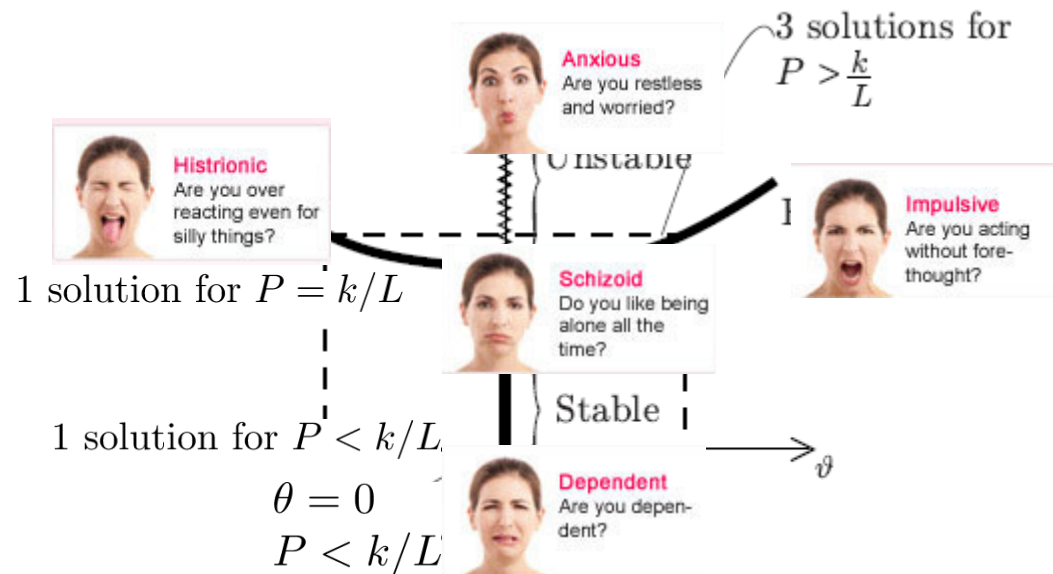 3 solutions for
P > k/L
Anxious
Are you restless
and worried?
Unstable
Histrionic
Are you over
reacting even for
silly things?
Impulsive
Are you acting
without fore-
thought?
1 solution for P = k/L
Schizoid
Do you like being
alone all the
time?
Stable
1 solution for P < k/L
ϑ
θ = 0
P < k/L
Dependent
Are you depen-
dent?